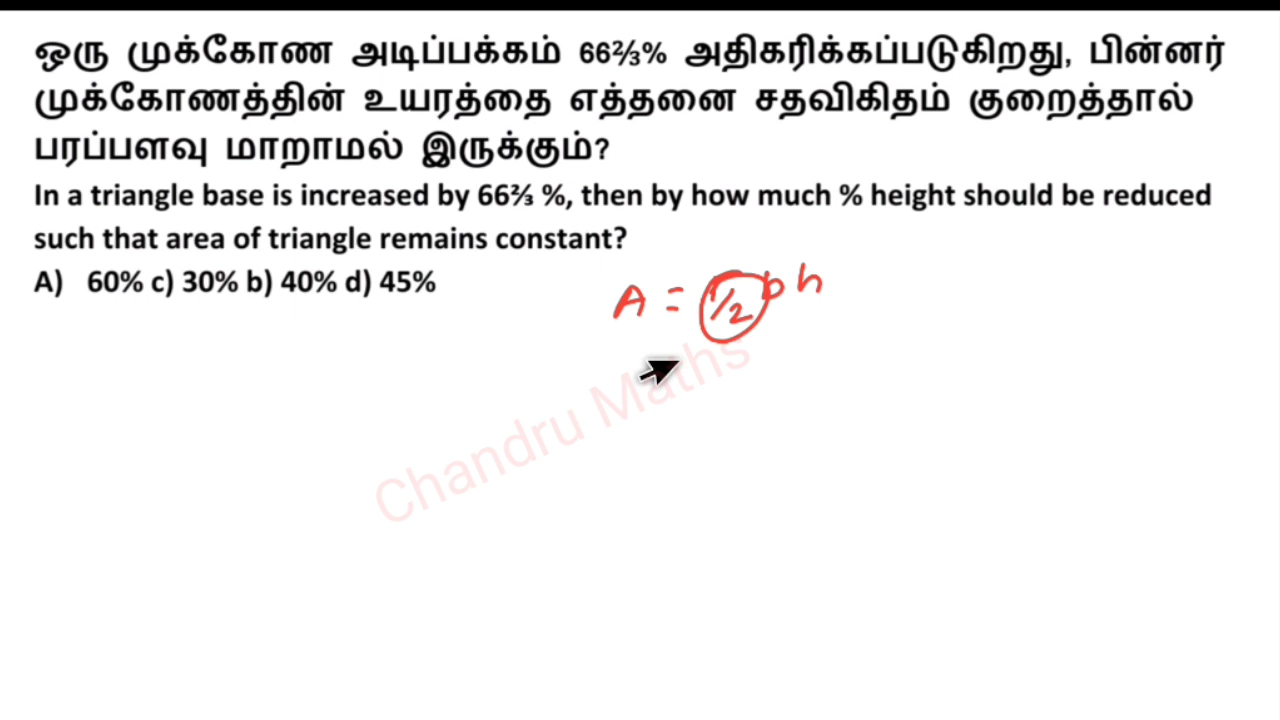 ஒரு முக்கோண அடிப்பக்கம் 66⅔% அதிகரிக்கப்படுகிறது, பின்னர்
முக்கோணத்தின் உயரத்தை எத்தனை சதவிகிதம் குறைத்தால்
பரப்பளவு மாறாமல் இருக்கும்?
In a triangle base is increased by 66⅔ %, then by how much % height should be reduced
such that area of triangle remains constant?
A) 60% c) 30% b) 40% d) 45%
A = 1/2 b h
Chandru Maths